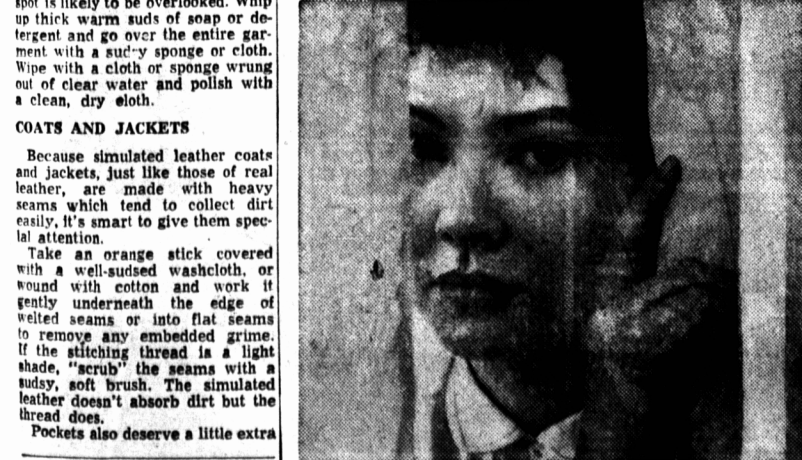 spot is likely to be overlooked. Whip
up thick warm suds of soap or de-
tergent and go over the entire gar-
ment with a sudsy sponge or cloth.
Wipe with a cloth or sponge wrung
out of clear water and polish with
a clean, dry cloth.
COATS AND JACKETS
Because simulated leather coats
and jackets, just like those of real
leather, are made with heavy
seams which tend to collect dirt
easily, it's smart to give them spec-
ial attention.
Take an orange stick covered
with a well-sudsed washcloth, or
wound with cotton and work it
gently underneath the edge of
welted seams or into flat seams
to remove any embedded grime.
If the stitching thread is a light
shade, "scrub" the seams with a
sudsy, soft brush. The simulated
leather doesn't absorb dirt but the
thread does.
Pockets also deserve a little extra